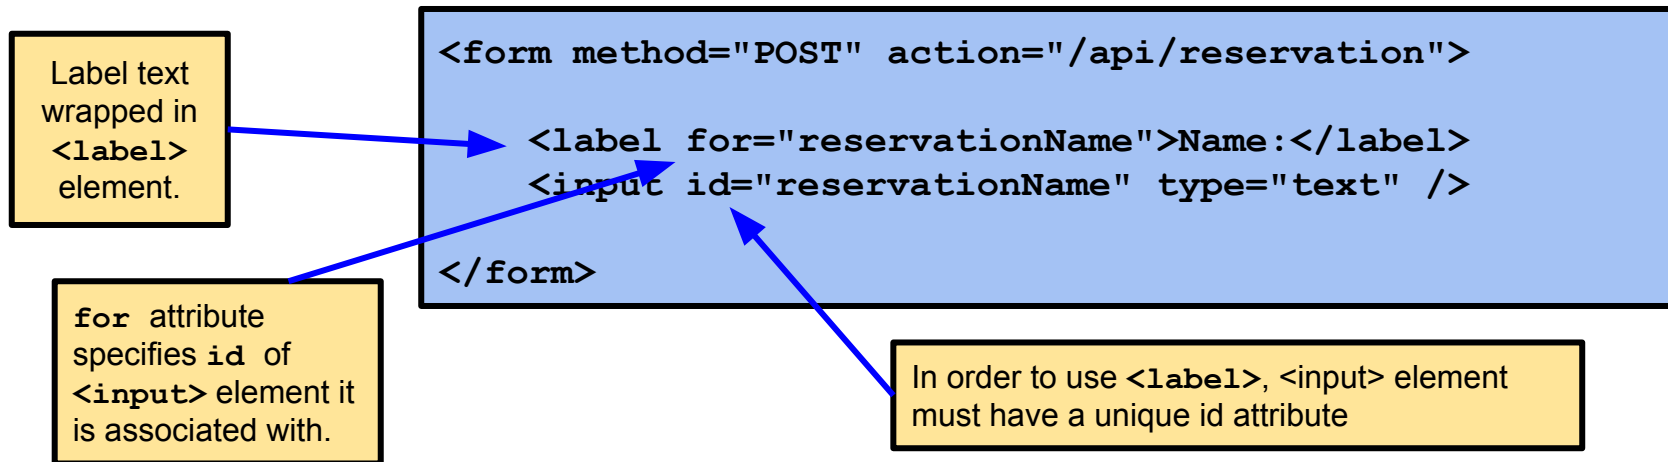 Label text
wrapped in
<label>
element.
<form method="POST" action="/api/reservation">
<label for="reservationName">Name:</label>
<input id="reservationName" type="text" />
</form>
for attribute
specifies id of
<input> element it
is associated with.
In order to use <label>, <input> element
must have a unique id attribute